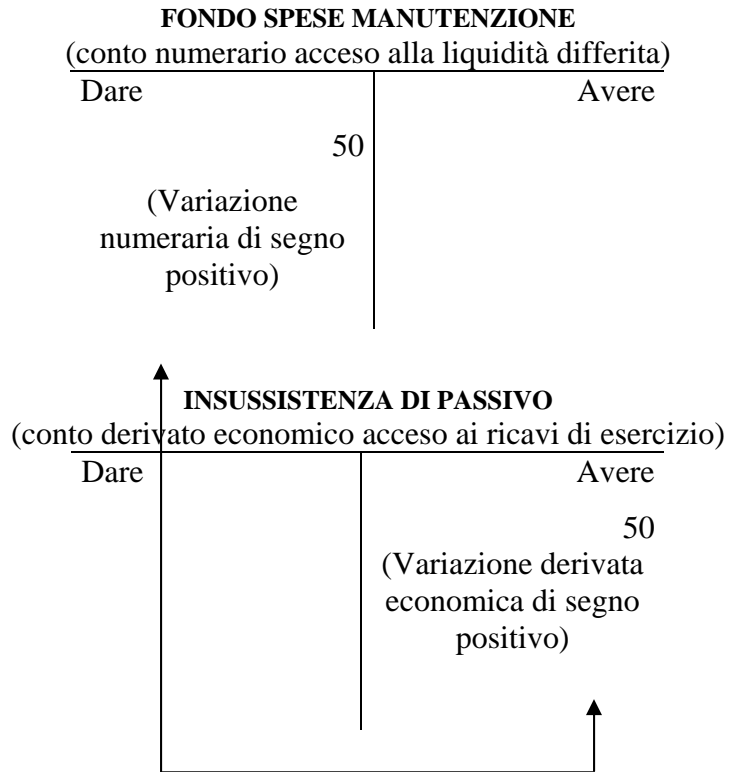 FONDO SPESE MANUTENZIONE
(conto numerario acceso alla liquidità differita)
Dare Avere
50
(Variazione
numeraria di segno
positivo)
INSUSSISTENZA DI PASSIVO
(conto derivato economico acceso ai ricavi di esercizio)
Dare Avere
50
(Variazione derivata
economica di segno
positivo)